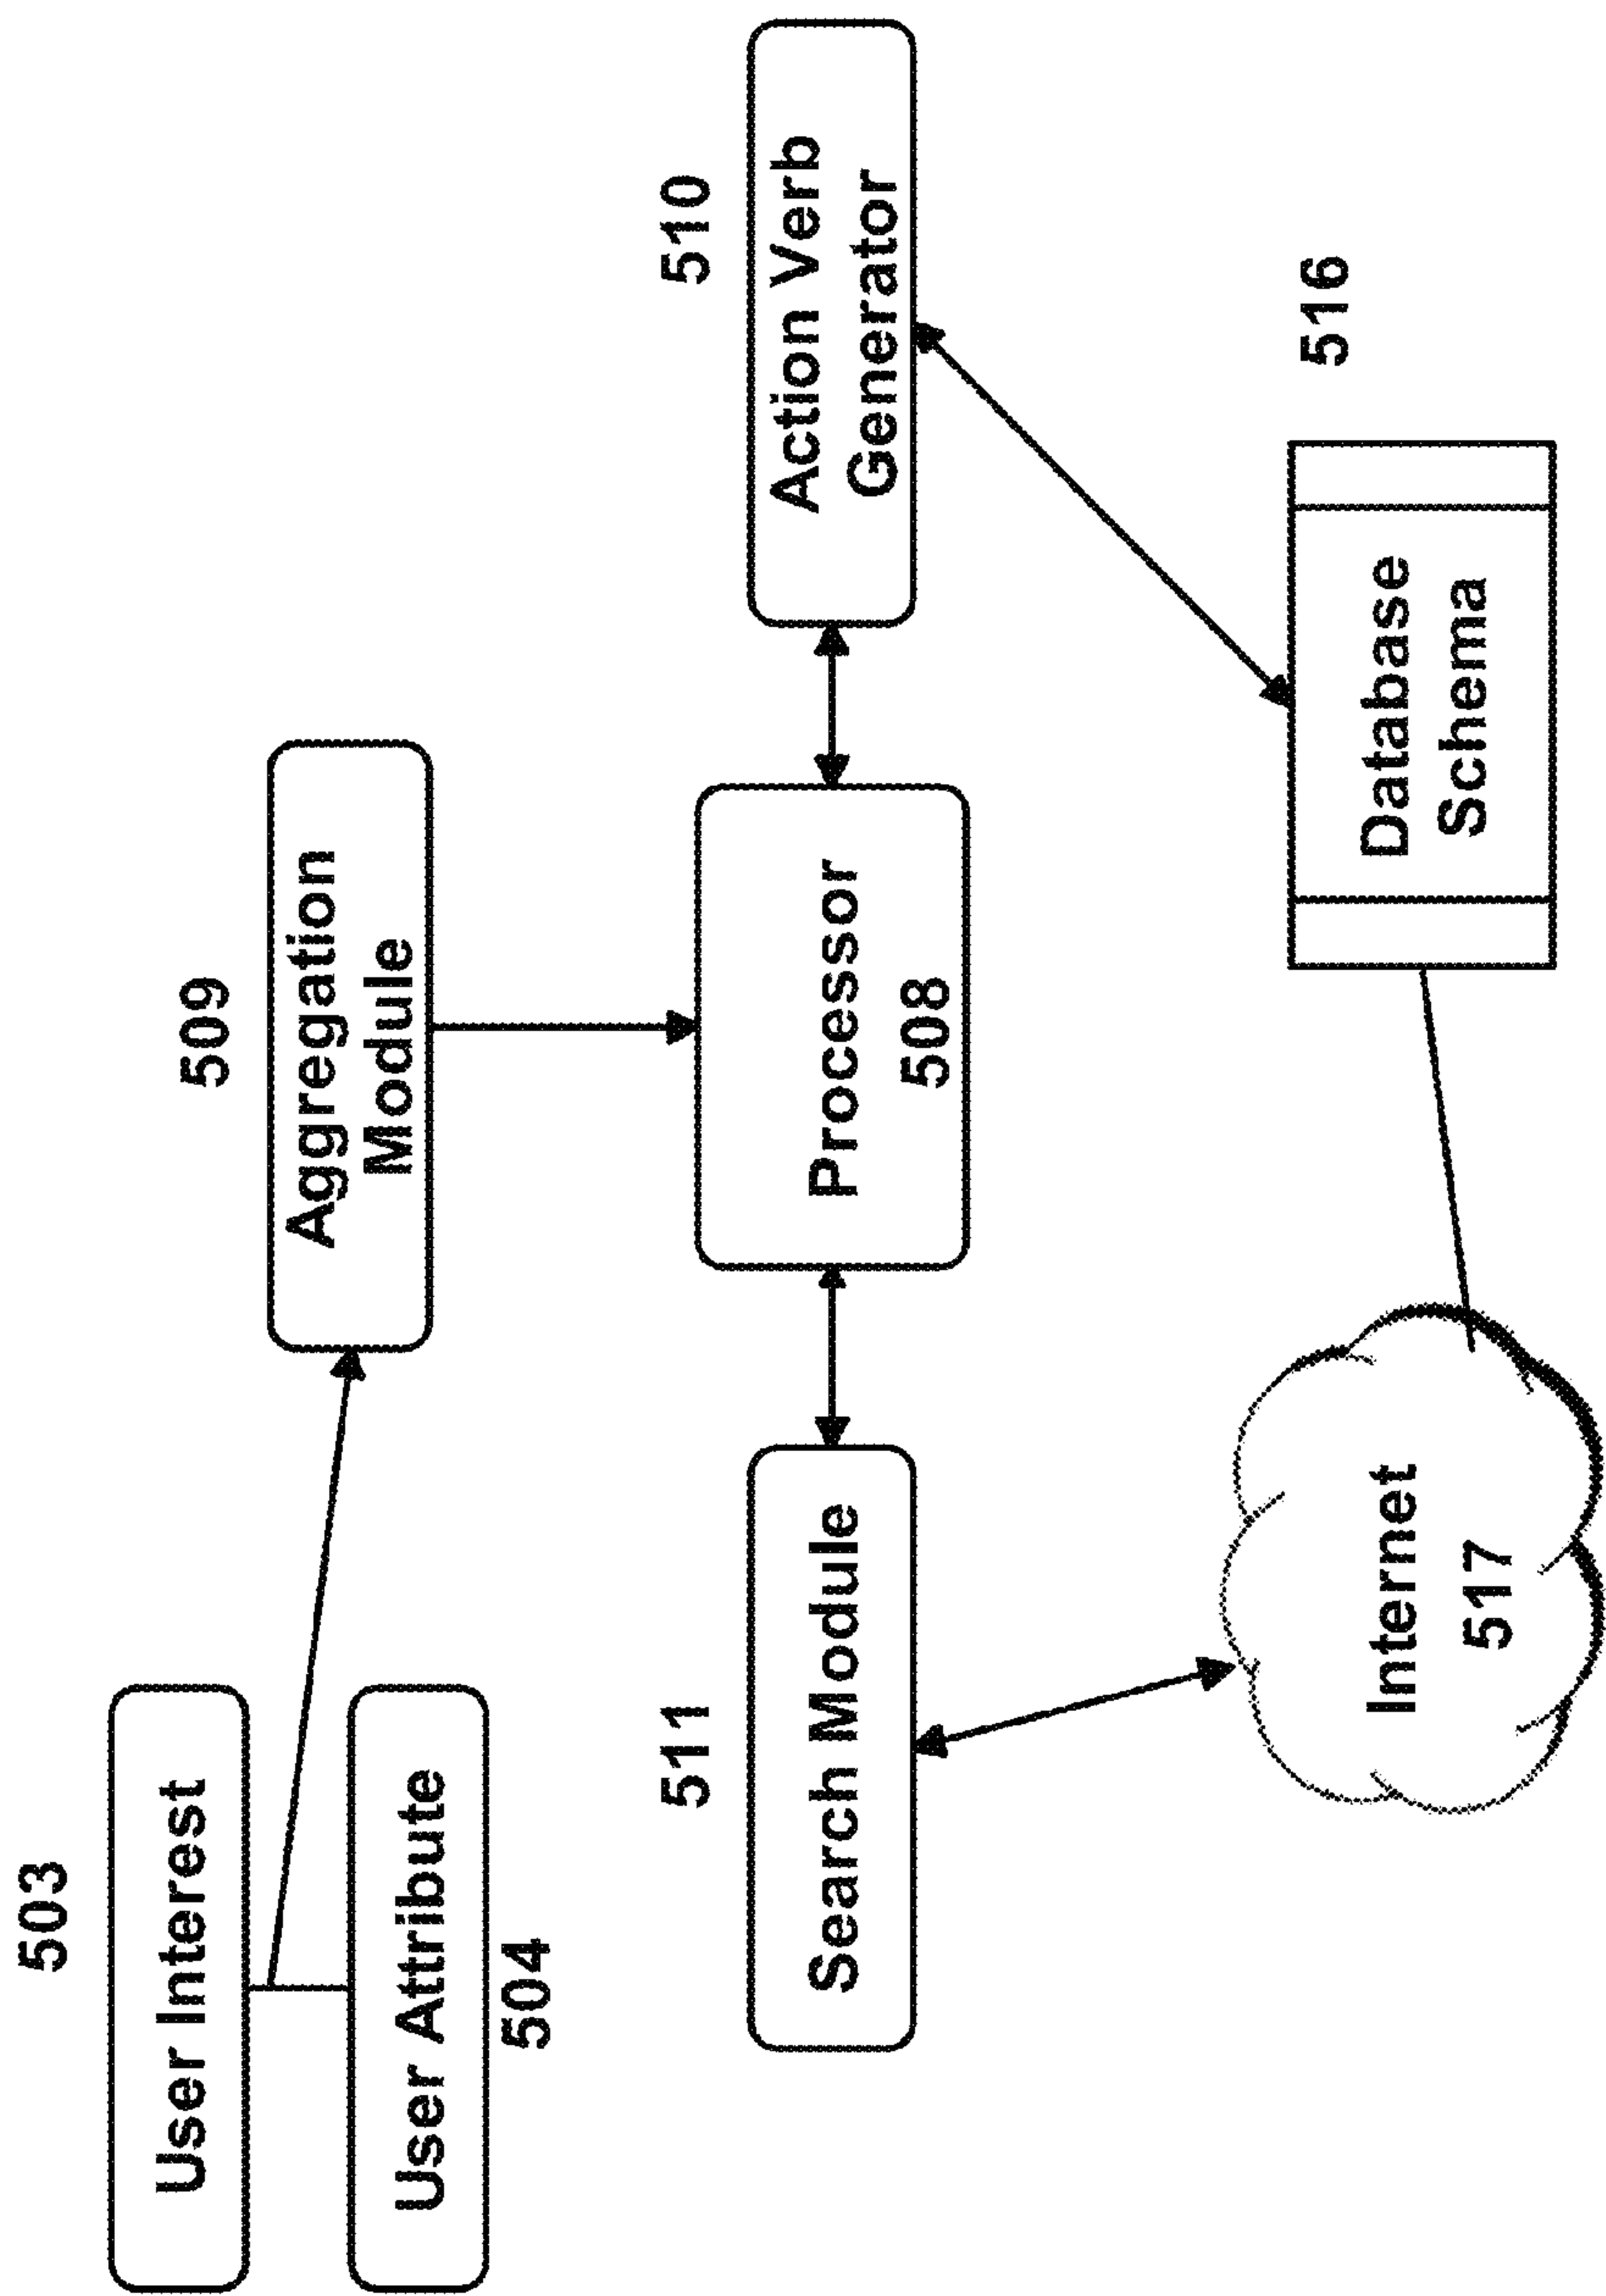 503
User Interest
User Attribute
504
509
Aggregation
Module
511
Search Module
Processor
508
510
Action Verb
Generator
Internet
517
Database
Schema
516